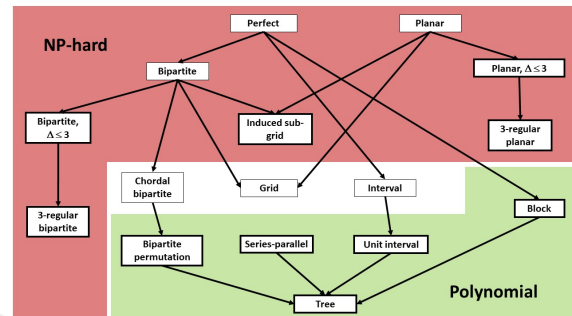 Perfect
Planar
NP-hard
Bipartite
Planar, Δ ≤ 3
Bipartite,
Δ ≤ 3
Induced sub-
grid
3-regular
planar
Chordal
bipartite
Grid
Interval
3-regular
bipartite
Block
Bipartite
permutation
Series-parallel
Unit interval
Tree
Polynomial